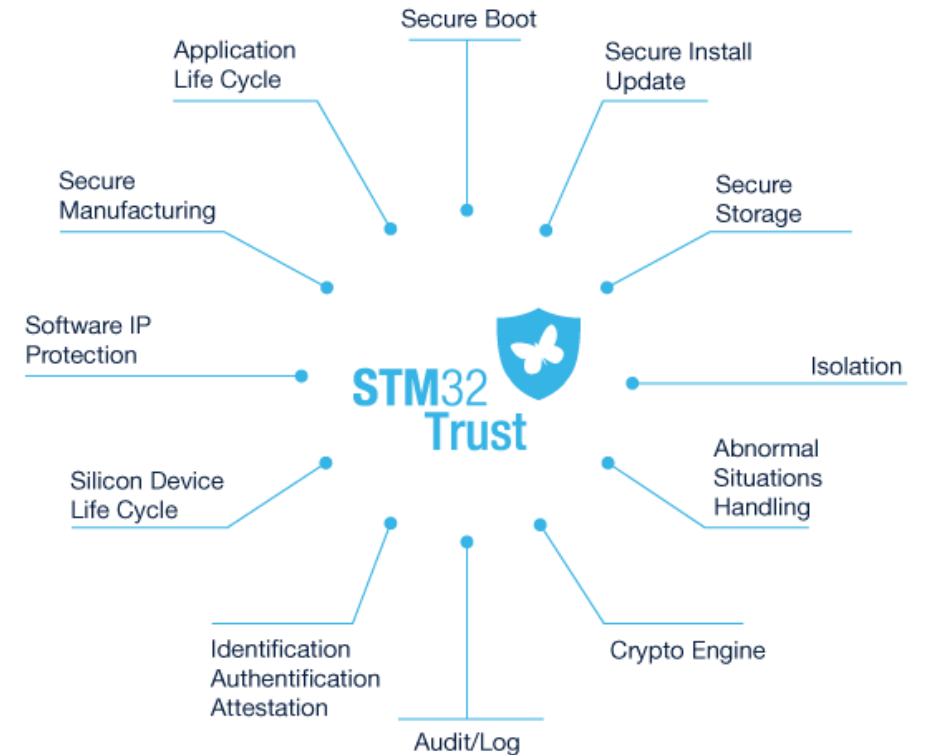 Secure Boot
Application
Life Cycle
Secure Install
Update
Secure
Manufacturing
Secure
Storage
Software IP
Protection
Isolation
STM32
Trust
Silicon Device
Life Cycle
Abnormal
Situations
Handling
Identification
Authentification
Attestation
Crypto Engine
Audit/Log